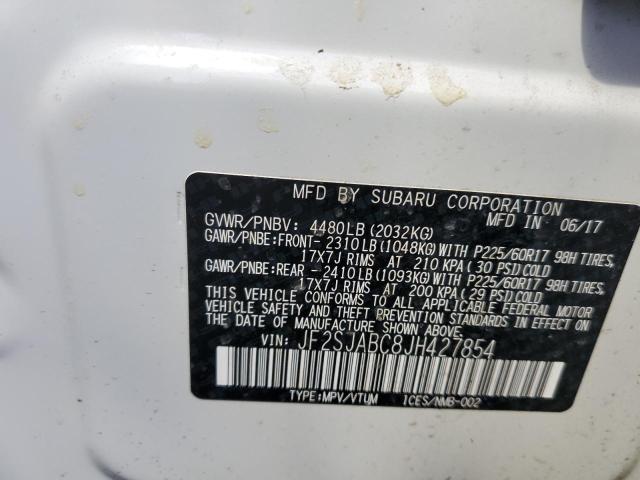 MFD BY SUBARU CORPORATION
MFD IN 06/17
GVWR/PNBV: 4480LB(2032KG)
GAWR/PNBE:FRONT- 2310LB(1048KG)WITH P225/60R17 98H TIRES,
17X7J RIMS AT 210 KPA(30 PSI)COLD
GAWR/PNBE:REAR -2410LB(1093KG)WITH P225/60R17 98H TIRES,
17X7J RIMS AT 200 KPA(29 PSI)COLD
THIS VEHICLE CONFORMS TO ALL APPLICABLE FEDERAL MOTOR
VEHICLE SAFETY AND THEFT PREVENTION STANDARDS IN EFFECT ON
THE DATE OF MANUFACTURE SHOWN ABOVE.
VIN: JF2SJABC8JH427854
TYPE:MPV/VTUM ICES/NMB-002